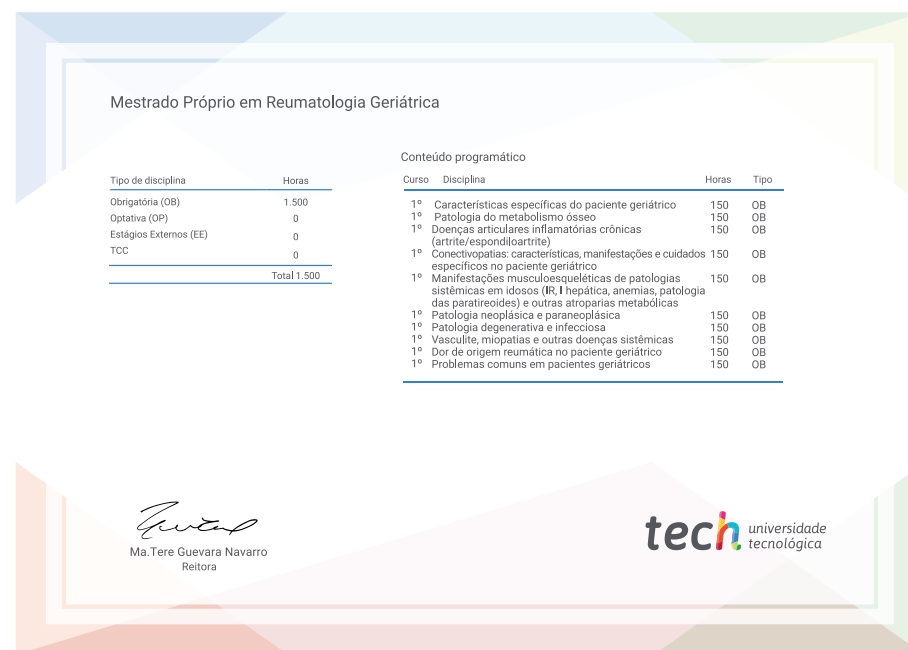 Mestrado Próprio em Reumatologia Geriátrica
Tipo de disciplina Horas
Obrigatória (OB) 1.500
Optativa (OP) 0
Estágios Externos (EE) 0
TCC 0
Total 1.500
Conteúdo programático
Curso Disciplina Horas Tipo
1º Características específicas do paciente geriátrico 150 OB
1º Patologia do metabolismo ósseo 150 OB
1º Doenças articulares inflamatórias crônicas 150 OB
(artrite/espondiloartrite)
1º Conectivopatias: características, manifestações e cuidados 150 OB
específicos no paciente geriátrico
1º Manifestações musculoesqueléticas de patologias 150 OB
sistêmicas em idosos (IR, I hepática, anemias, patologia
das paratireoides) e outras atroparias metabólicas
1º Patologia neoplásica e paraneoplásica 150 OB
1º Patologia degenerativa e infecciosa 150 OB
1º Vasculite, miopatias e outras doenças sistêmicas 150 OB
1º Dor de origem reumática no paciente geriátrico 150 OB
1º Problemas comuns em pacientes geriátricos 150 OB
Ma.Tere Guevara Navarro
Reitora
tech universidade
tecnológica